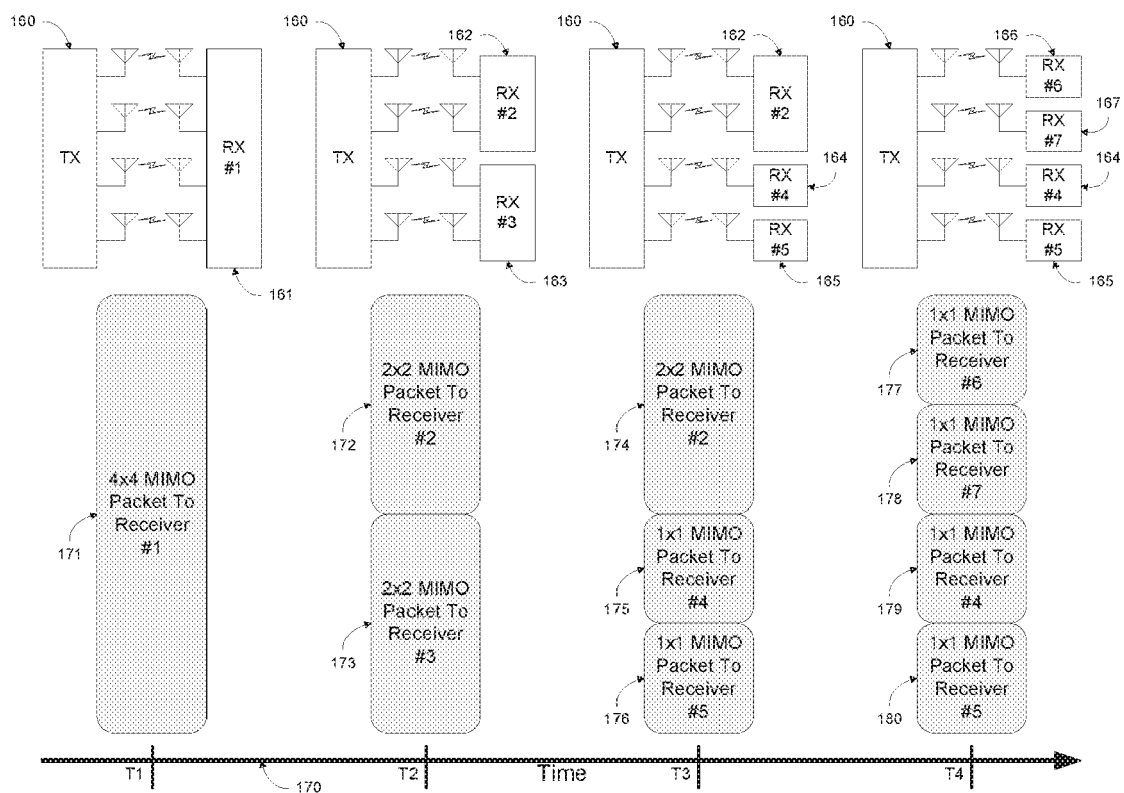 160
160
160
160
162
162
166
167
164
164
TX
TX
TX
TX
RX
#1
RX
#2
RX
#3
RX
#2
RX
#4
RX
#5
RX
#6
RX
#7
RX
#4
RX
#5
161
163
165
165
4x4 MIMO
Packet To
Receiver
#1
171
2x2 MIMO
Packet To
Receiver
#2
172
2x2 MIMO
Packet To
Receiver
#3
173
2x2 MIMO
Packet To
Receiver
#2
174
1x1 MIMO
Packet To
Receiver
#4
175
1x1 MIMO
Packet To
Receiver
#5
176
1x1 MIMO
Packet To
Receiver
#6
177
1x1 MIMO
Packet To
Receiver
#7
178
1x1 MIMO
Packet To
Receiver
#4
179
1x1 MIMO
Packet To
Receiver
#5
180
T1
170
T2
Time
T3
T4